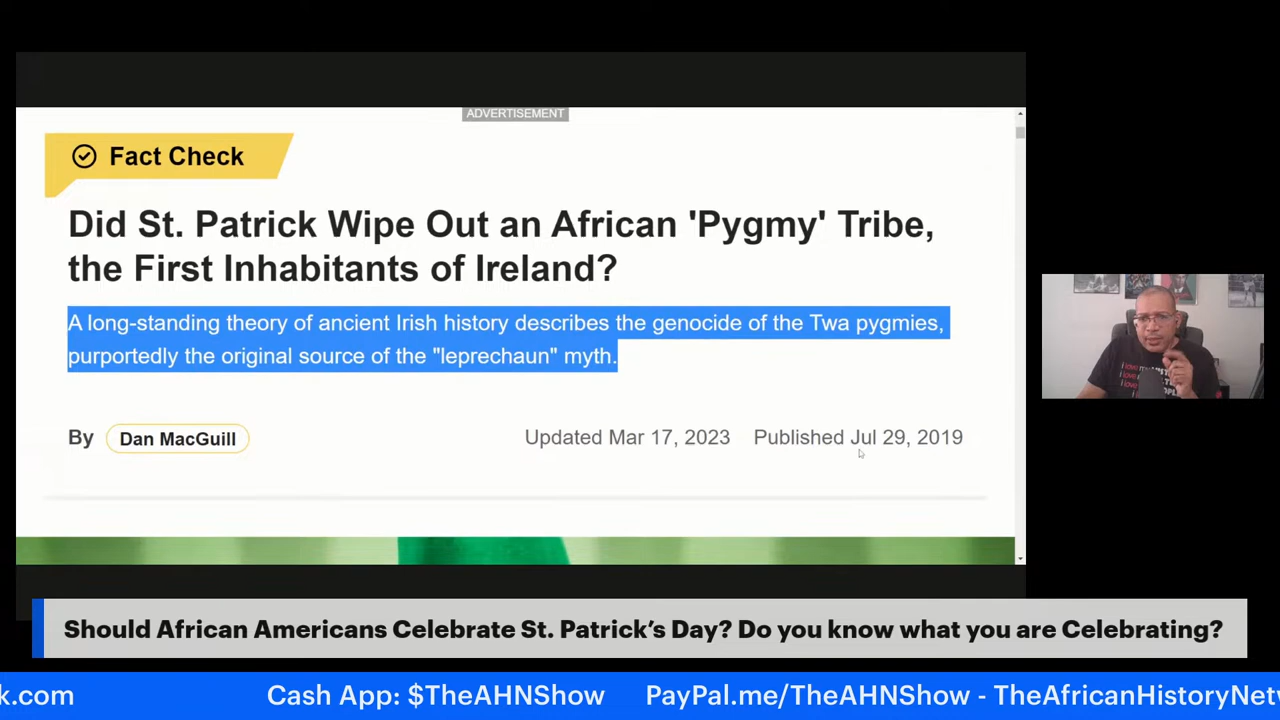 ADVERTISEMENT
Fact Check
Did St. Patrick Wipe Out an African 'Pygmy' Tribe,
the First Inhabitants of Ireland?
A long-standing theory of ancient Irish history describes the genocide of the Twa pygmies,
purportedly the original source of the "leprechaun" myth.
By Dan MacGuill Updated Mar 17, 2023 Published Jul 29, 2019
Should African Americans Celebrate St. Patrick's Day? Do you know what you are Celebrating?
k.com Cash App: $TheAHNShow PayPal.me/TheAHNShow - TheAfricanHistoryNetw